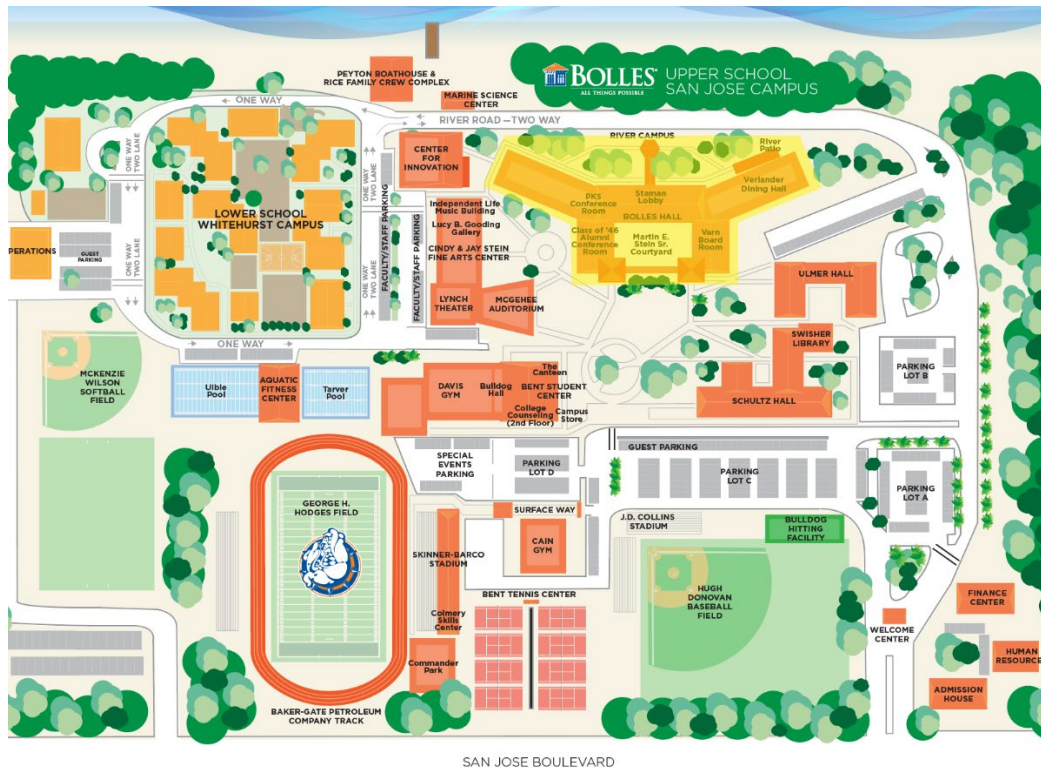 PEYTON BOATHOUSE &
RICE FAMILY CREW COMPLEX
MARINE SCIENCE
CENTER
BOLLES
ALL THINGS POSSIBLE
UPPER SCHOOL
SAN JOSE CAMPUS
ONE WAY
RIVER ROAD — TWO WAY
RIVER CAMPUS
ONE WAY
TWO LANE
ONE WAY
TWO LANE
CENTER
FOR
INNOVATION
River
Patio
Verlander
Dining Hall
Staman
Lobby
PKS
Conference
Room
BOLLES HALL
Class of '46
Alumni
Conference
Room
Martin E.
Stein Sr.
Courtyard
Varn
Board
Room
LOWER SCHOOL
WHITEHURST CAMPUS
Independent Life
Music Building
Lucy B. Gooding
Gallery
CINDY & JAY STEIN
FINE ARTS CENTER
FACULTY/STAFF PARKING
FACULTY/STAFF PARKING
PERATIONS
GUEST
PARKING
ONE WAY
TWO LANE
ONE WAY
TWO LANE
LYNCH
THEATER
MCGEHEE
AUDITORIUM
ULMER HALL
SWISHER
LIBRARY
ONE WAY
MCKENZIE
WILSON
SOFTBALL
FIELD
Uible
Pool
AQUATIC
FITNESS
CENTER
Tarver
Pool
DAVIS
GYM
Bulldog
Hall
The
Canteen
BENT STUDENT
CENTER
College
Counseling
(2nd Floor)
Campus
Store
SCHULTZ HALL
PARKING
LOT B
SPECIAL
EVENTS
PARKING
PARKING
LOT D
GUEST PARKING
PARKING
LOT C
PARKING
LOT A
GEORGE H.
HODGES FIELD
SURFACE WAY
J.D. COLLINS
STADIUM
BULLDOG
HITTING
FACILITY
SKINNER-BARCO
STADIUM
CAIN
GYM
BENT TENNIS CENTER
HUGH
DONOVAN
BASEBALL
FIELD
FINANCE
CENTER
Colmery
Skills
Center
WELCOME
CENTER
HUMAN
RESOURCE
Commander
Park
ADMISSION
HOUSE
BAKER-GATE PETROLEUM
COMPANY TRACK
SAN JOSE BOULEVARD